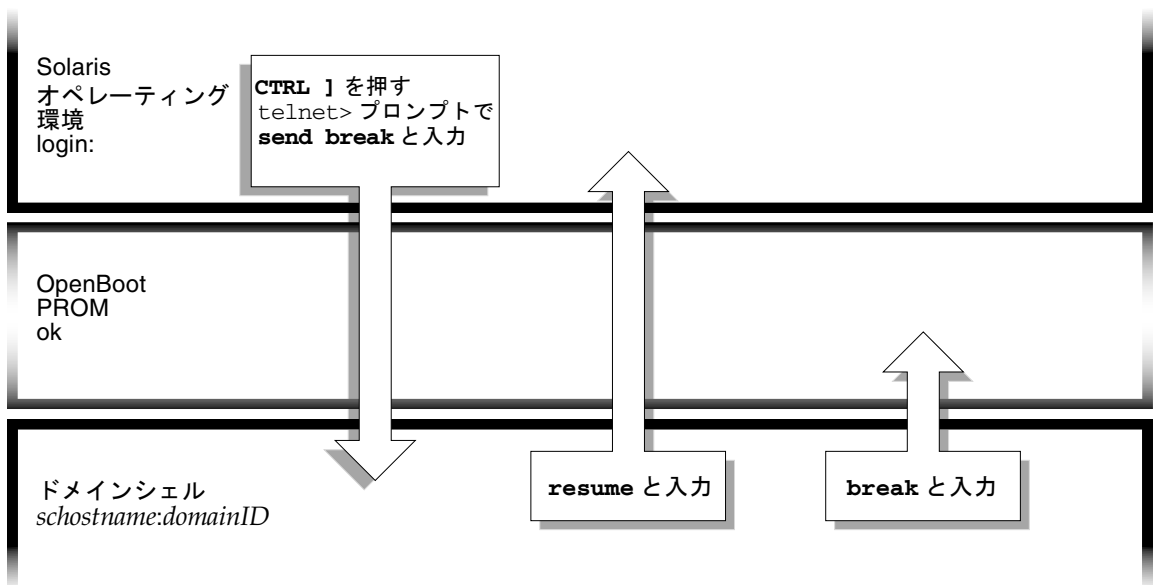 Solaris
オペレーティング
環境
login:
CTRL ] を押す
telnet> プロンプトで
send break と入力
OpenBoot
PROM
ok
ドメインシェル
schostname:domainID
resume と入力
break と入力